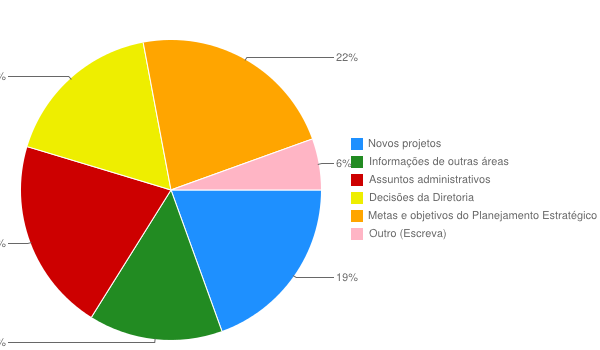 22%
%
Novos projetos
6%
Informações de outras áreas
Assuntos administrativos
Decisões da Diretoria
Metas e objetivos do Planejamento Estratégico
Outro (Escreva)
%
19%
%